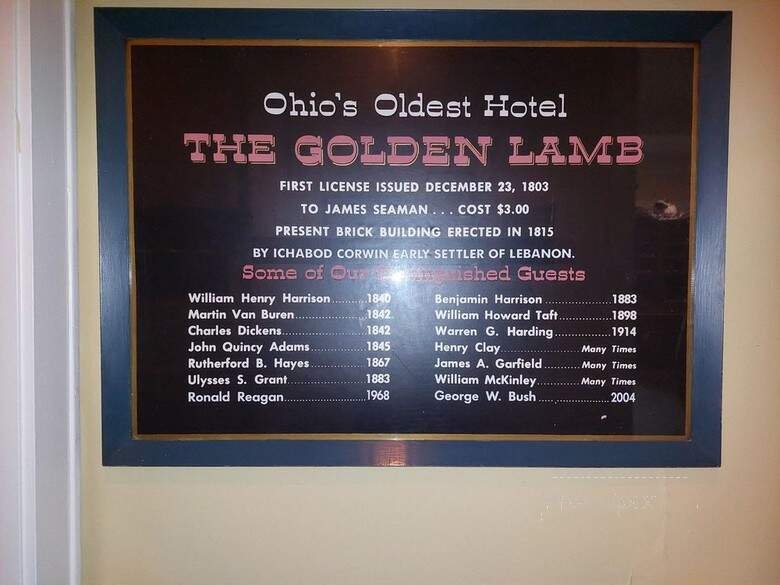 Ohio's Oldest Hotel
THE GOLDEN LAMB
FIRST LICENSE ISSUED DECEMBER 23, 1803
TO JAMES SEAMAN . . . COST $3.00
PRESENT BRICK BUILDING ERECTED IN 1815
BY ICHABOD CORWIN EARLY SETTLER OF LEBANON.
Some of Our Distinguished Guests
William Henry Harrison..........1840
Martin Van Buren....................1842
Charles Dickens.......................1842
John Quincy Adams...............1845
Rutherford B. Hayes...............1867
Ulysses S. Grant......................1883
Ronald Reagan.......................1968
Benjamin Harrison..................1883
William Howard Taft..............1898
Warren G. Harding................1914
Henry Clay......................Many Times
James A. Garfield............Many Times
William McKinley............Many Times
George W. Bush......................2004